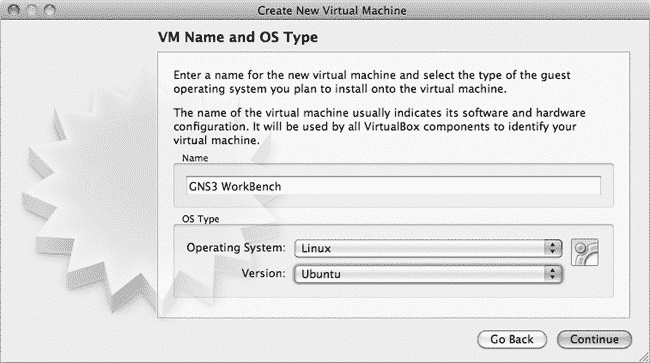 Create New Virtual Machine
VM Name and OS Type
Enter a name for the new virtual machine and select the type of the guest
operating system you plan to install onto the virtual machine.
The name of the virtual machine usually indicates its software and hardware
configuration. It will be used by all VirtualBox components to identify your
virtual machine.
Name
GNS3 WorkBench
OS Type
Operating System: Linux
Version: Ubuntu
Go Back Continue